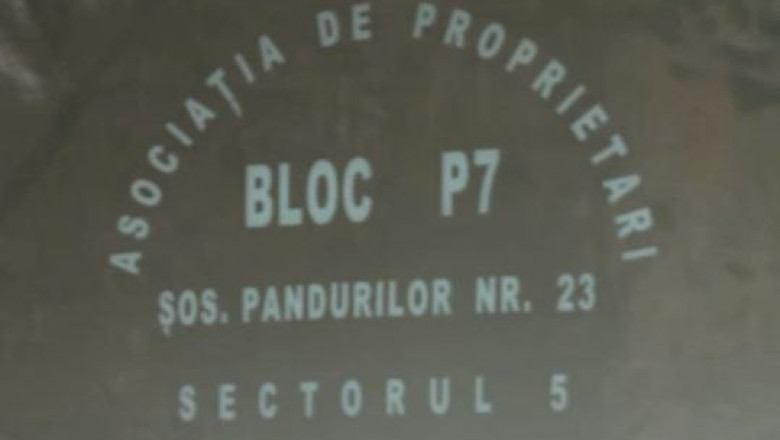 ASOCIAȚIA DE PROPRIETARI
BLOC P7
ȘOS. PANDURILOR NR. 23
SECTORUL 5